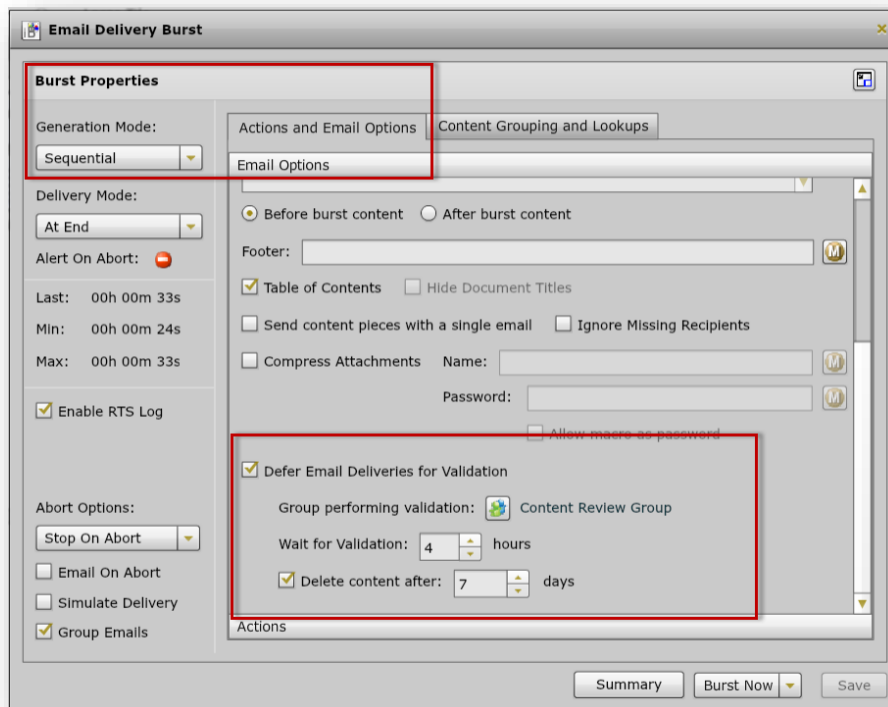 Email Delivery Burst
Burst Properties
Generation Mode:
Sequential
Delivery Mode:
At End
Alert On Abort:
Last: 00h 00m 33s
Min: 00h 00m 24s
Max: 00h 00m 33s
Enable RTS Log
Abort Options:
Stop On Abort
Email On Abort
Simulate Delivery
Group Emails
Actions and Email Options
Content Grouping and Lookups
Email Options
Before burst content After burst content
Footer: M
Table of Contents Hide Document Titles
Send content pieces with a single email Ignore Missing Recipients
Compress Attachments Name: M
Password: M
Allow macro as password
Defer Email Deliveries for Validation
Group performing validation: Content Review Group
Wait for Validation: 4 hours
Delete content after: 7 days
Actions
Summary Burst Now Save